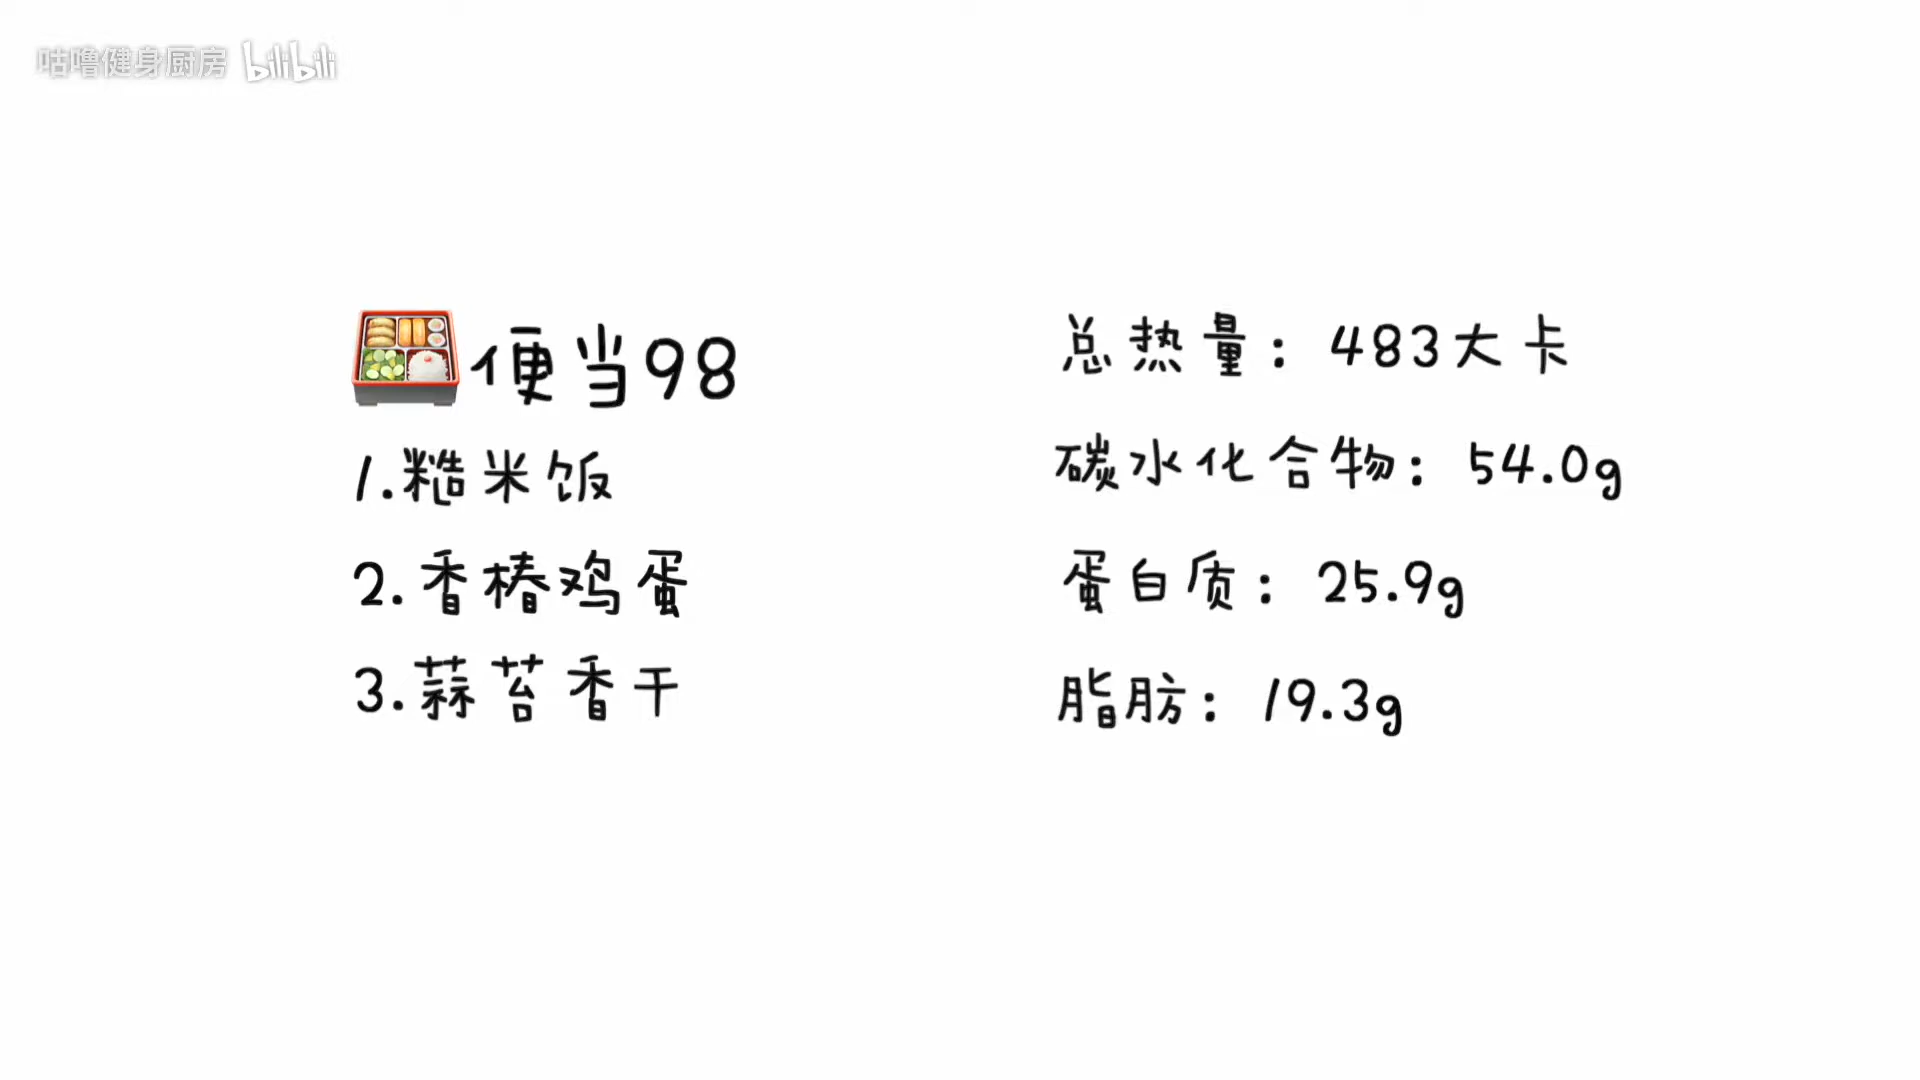 咕噜健身厨房 bilibili
便当98
1.糙米饭
2.香椿鸡蛋
3.蒜苔香干
总热量：483大卡
碳水化合物：54.0g
蛋白质：25.9g
脂肪：19.3g